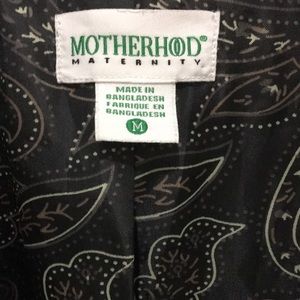 MOTHERHOOD®
MATERNITY
MADE IN
BANGLADESH
FABRIQUE EN
BANGLADESH
M